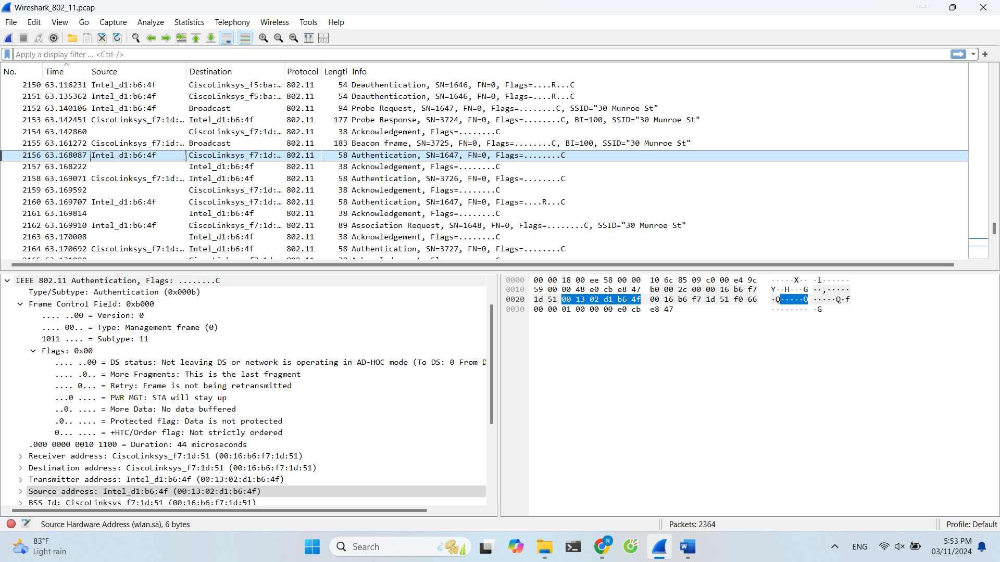 Wireshark_802_11.pcap
File Edit View Go Capture Analyze Statistics Telephony Wireless Tools Help
Apply a display filter … <Ctrl-/>
No. Time Source Destination Protocol Lengtl Info
2150 63.116231 Intel_d1:b6:4f CiscoLinksys_f5:ba:… 802.11 54 Deauthentication, SN=1646, FN=0, Flags=....R...C
2151 63.135362 Intel_d1:b6:4f CiscoLinksys_f5:ba:… 802.11 54 Deauthentication, SN=1646, FN=0, Flags=....R...C
2152 63.140106 Intel_d1:b6:4f Broadcast 802.11 94 Probe Request, SN=1647, FN=0, Flags=........C, SSID="30 Munroe St"
2153 63.142451 CiscoLinksys_f7:1d:… Intel_d1:b6:4f 802.11 177 Probe Response, SN=3724, FN=0, Flags=........C, BI=100, SSID="30 Munroe St"
2154 63.142860 CiscoLinksys_f7:1d:… 802.11 38 Acknowledgement, Flags=........C
2155 63.161272 CiscoLinksys_f7:1d:… Broadcast 802.11 183 Beacon frame, SN=3725, FN=0, Flags=........C, BI=100, SSID="30 Munroe St"
2156 63.168087 Intel_d1:b6:4f CiscoLinksys_f7:1d:… 802.11 58 Authentication, SN=1647, FN=0, Flags=........C
2157 63.168222 Intel_d1:b6:4f 802.11 38 Acknowledgement, Flags=........C
2158 63.169071 CiscoLinksys_f7:1d:… Intel_d1:b6:4f 802.11 58 Authentication, SN=3726, FN=0, Flags=........C
2159 63.169592 CiscoLinksys_f7:1d:… 802.11 38 Acknowledgement, Flags=........C
2160 63.169707 Intel_d1:b6:4f CiscoLinksys_f7:1d:… 802.11 58 Authentication, SN=1647, FN=0, Flags=....R...C
2161 63.169814 Intel_d1:b6:4f 802.11 38 Acknowledgement, Flags=........C
2162 63.169910 Intel_d1:b6:4f CiscoLinksys_f7:1d:… 802.11 89 Association Request, SN=1648, FN=0, Flags=........C, SSID="30 Munroe St"
2163 63.170008 Intel_d1:b6:4f 802.11 38 Acknowledgement, Flags=........C
2164 63.170692 CiscoLinksys_f7:1d:… Intel_d1:b6:4f 802.11 58 Authentication, SN=3727, FN=0, Flags=........C
IEEE 802.11 Authentication, Flags: ........C
Type/Subtype: Authentication (0x000b)
Frame Control Field: 0xb000
.... ..00 = Version: 0
.... 00.. = Type: Management frame (0)
1011 .... = Subtype: 11
Flags: 0x00
.... ..00 = DS status: Not leaving DS or network is operating in AD-HOC mode (To DS: 0 From D
.... .0.. = More Fragments: This is the last fragment
.... 0... = Retry: Frame is not being retransmitted
...0 .... = PWR MGT: STA will stay up
..0. .... = More Data: No data buffered
.0.. .... = Protected flag: Data is not protected
0... .... = +HTC/Order flag: Not strictly ordered
.000 0000 0010 1100 = Duration: 44 microseconds
Receiver address: CiscoLinksys_f7:1d:51 (00:16:b6:f7:1d:51)
Destination address: CiscoLinksys_f7:1d:51 (00:16:b6:f7:1d:51)
Transmitter address: Intel_d1:b6:4f (00:13:02:d1:b6:4f)
Source address: Intel_d1:b6:4f (00:13:02:d1:b6:4f)
BSS Id: CiscoLinksys_f7:1d:51 (00:16:b6:f7:1d:51)
0000 00 00 18 00 ee 58 00 00 10 6c 85 09 c0 00 e4 9c ·····X·· ·l······
0010 59 00 00 48 e0 cb e8 47 b0 00 2c 00 00 16 b6 f7 Y··H···G ··,·····
0020 1d 51 00 13 02 d1 b6 4f 00 16 b6 f7 1d 51 f0 66 ·Q·····O ·····Q·f
0030 00 00 01 00 00 00 e0 cb e8 47 ········ ·G
Source Hardware Address (wlan.sa), 6 bytes
Packets: 2364
Profile: Default
83°F
Light rain
Search
N
W
ENG
5:53 PM
03/11/2024